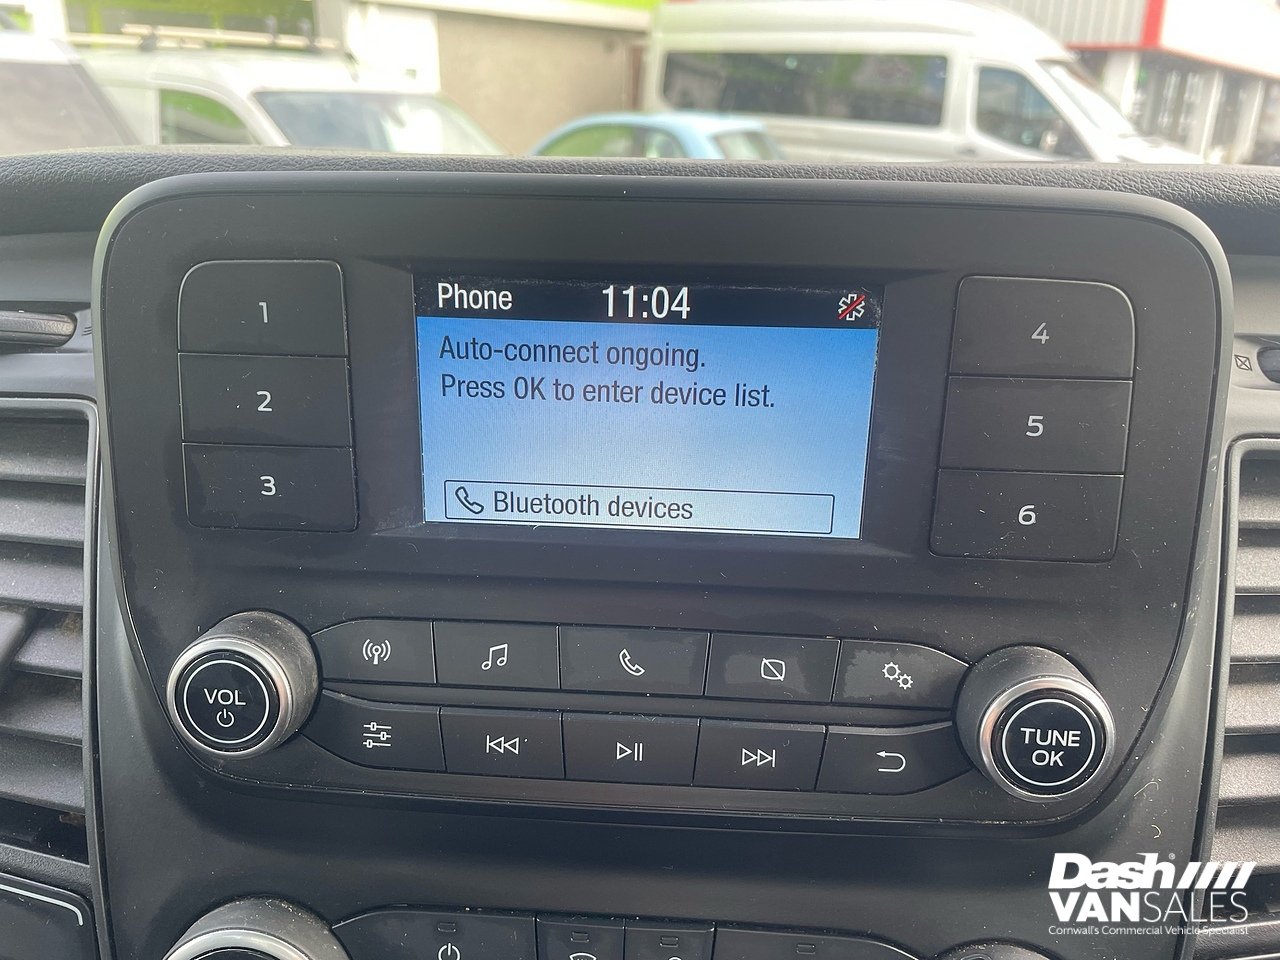 Phone 11:04
Auto-connect ongoing.
Press OK to enter device list.
Bluetooth devices
1
2
3
4
5
6
VOL
TUNE
OK
Dash
VANSALES
Cornwall's Commercial Vehicle Specialist